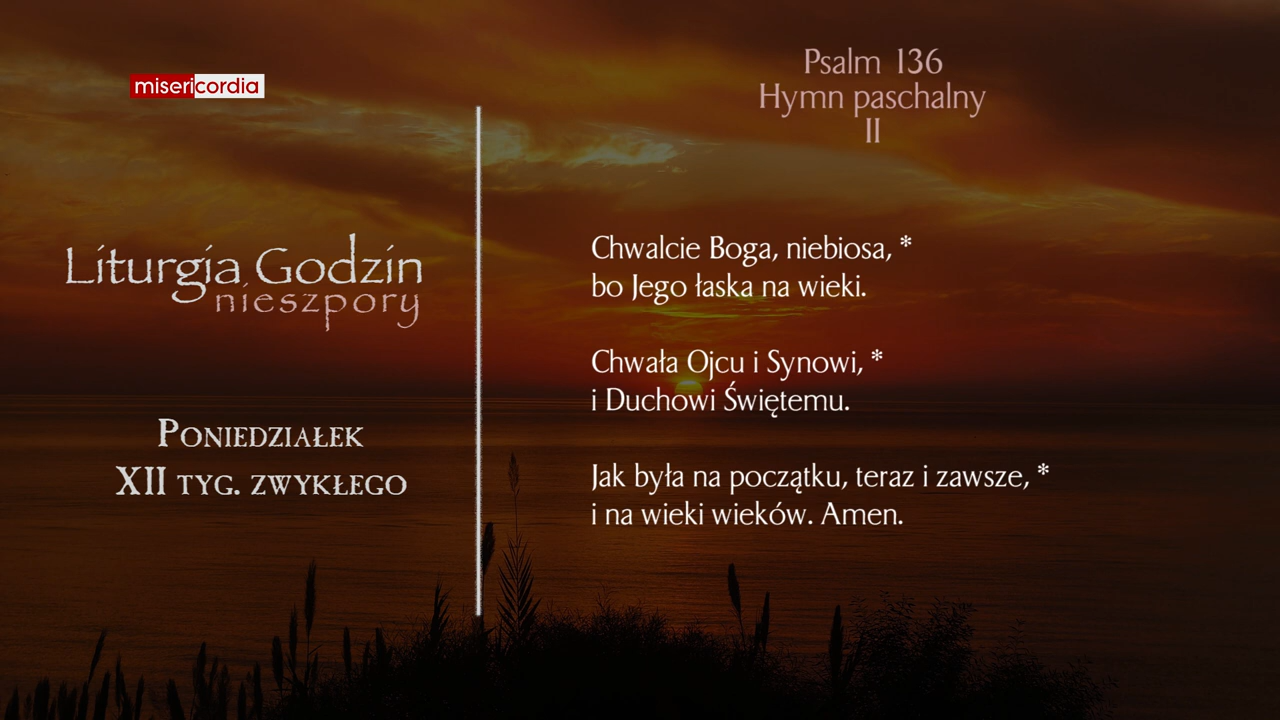 misericordia
Liturgia Godzin
nieszpory
Poniedziałek
XII tyg. zwykłego
Psalm 136
Hymn paschalny
II
Chwalcie Boga, niebiosa, *
bo Jego łaska na wieki.
Chwała Ojcu i Synowi, *
i Duchowi Świętemu.
Jak była na początku, teraz i zawsze, *
i na wieki wieków. Amen.